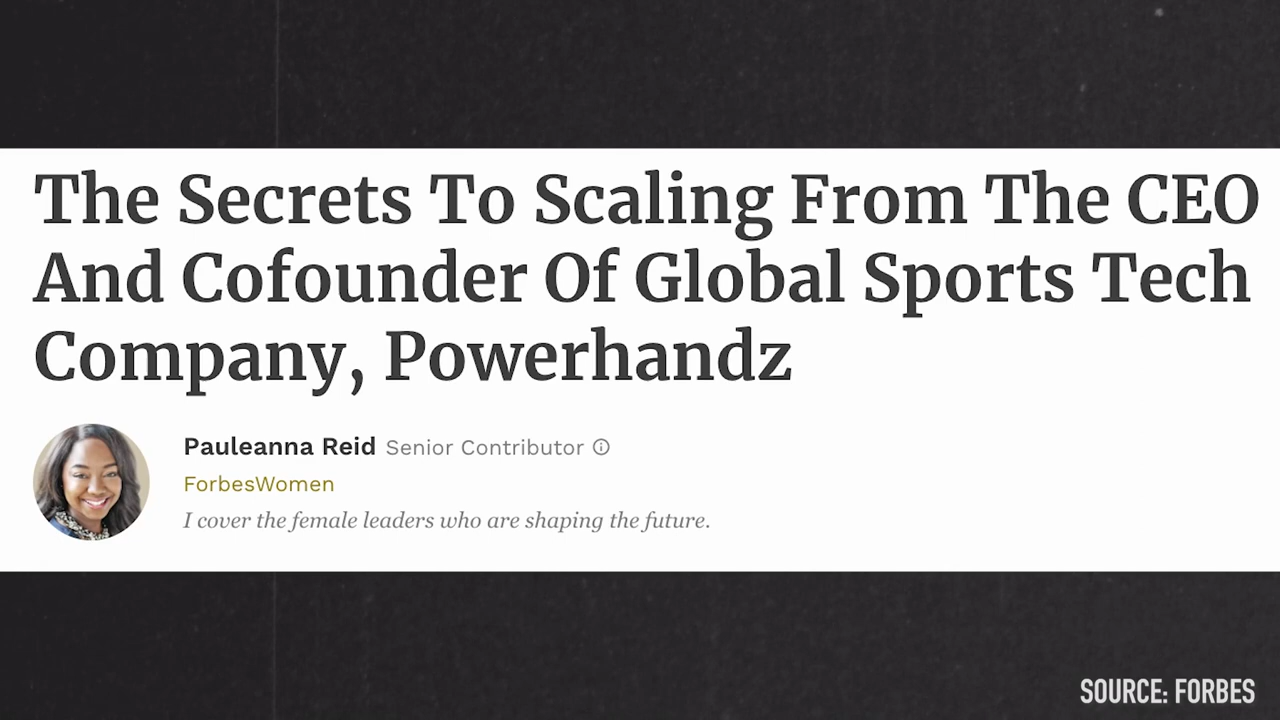 The Secrets To Scaling From The CEO
And Cofounder Of Global Sports Tech
Company, Powerhandz
Pauleanna Reid Senior Contributor
ForbesWomen
I cover the female leaders who are shaping the future.
SOURCE: FORBES